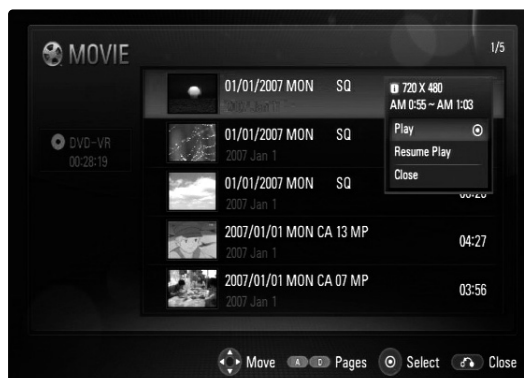 MOVIE
1/5
DVD-VR
00:28:19
01/01/2007 MON SQ
01/01/2007 MON SQ
2007 Jan 1
01/01/2007 MON SQ
2007 Jan 1
2007/01/01 MON CA 13 MP
04:27
2007 Jan 1
2007/01/01 MON CA 07 MP
03:56
2007 Jan 1
720 X 480
AM 0:55 ~ AM 1:03
Play
Resume Play
Close
Move A D Pages Select Close